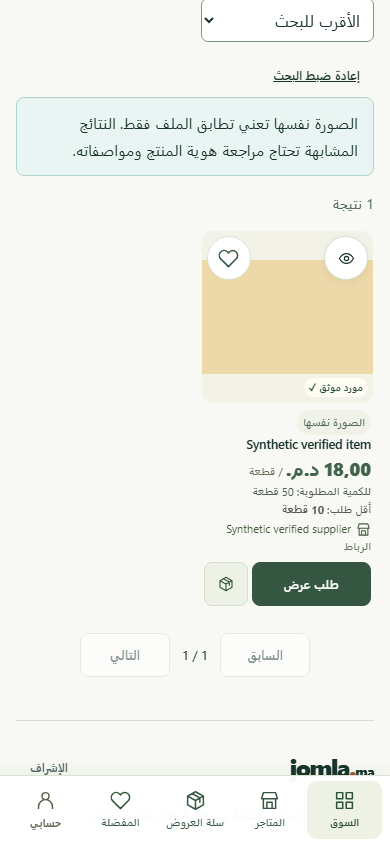 الأقرب للبحث
إعادة ضبط البحث
الصورة نفسها تعني تطابق الملف فقط. النتائج
المشابهة تحتاج مراجعة هوية المنتج ومواصفاته.
1 نتيجة
مورد موثق ✓
الصورة نفسها
Synthetic verified item
18,00 د.م. / قطعة
للكمية المطلوبة: 50 قطعة
أقل طلب: 10 قطعة
Synthetic verified supplier
الرباط
طلب عرض
السابق
1 / 1
التالي
jomla.ma
الإشراف
السوق
المتاجر
سلة العروض
المفضلة
حسابي